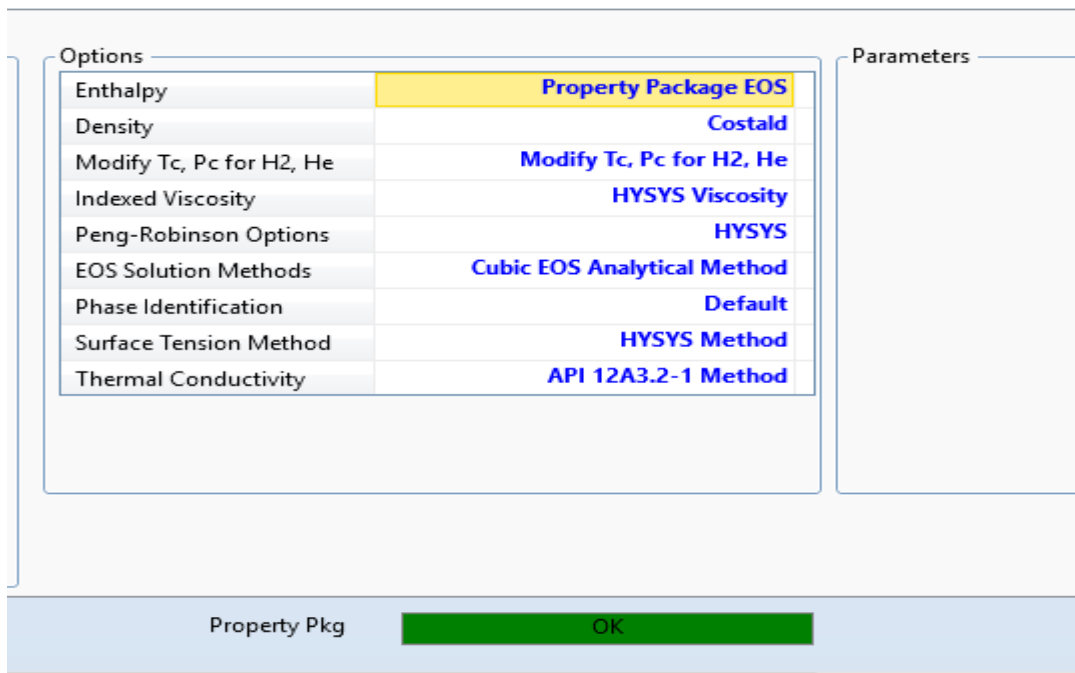 Options
Parameters
Enthalpy Property Package EOS
Density Costald
Modify Tc, Pc for H2, He Modify Tc, Pc for H2, He
Indexed Viscosity HYSYS Viscosity
Peng-Robinson Options HYSYS
EOS Solution Methods Cubic EOS Analytical Method
Phase Identification Default
Surface Tension Method HYSYS Method
Thermal Conductivity API 12A3.2-1 Method
Property Pkg OK